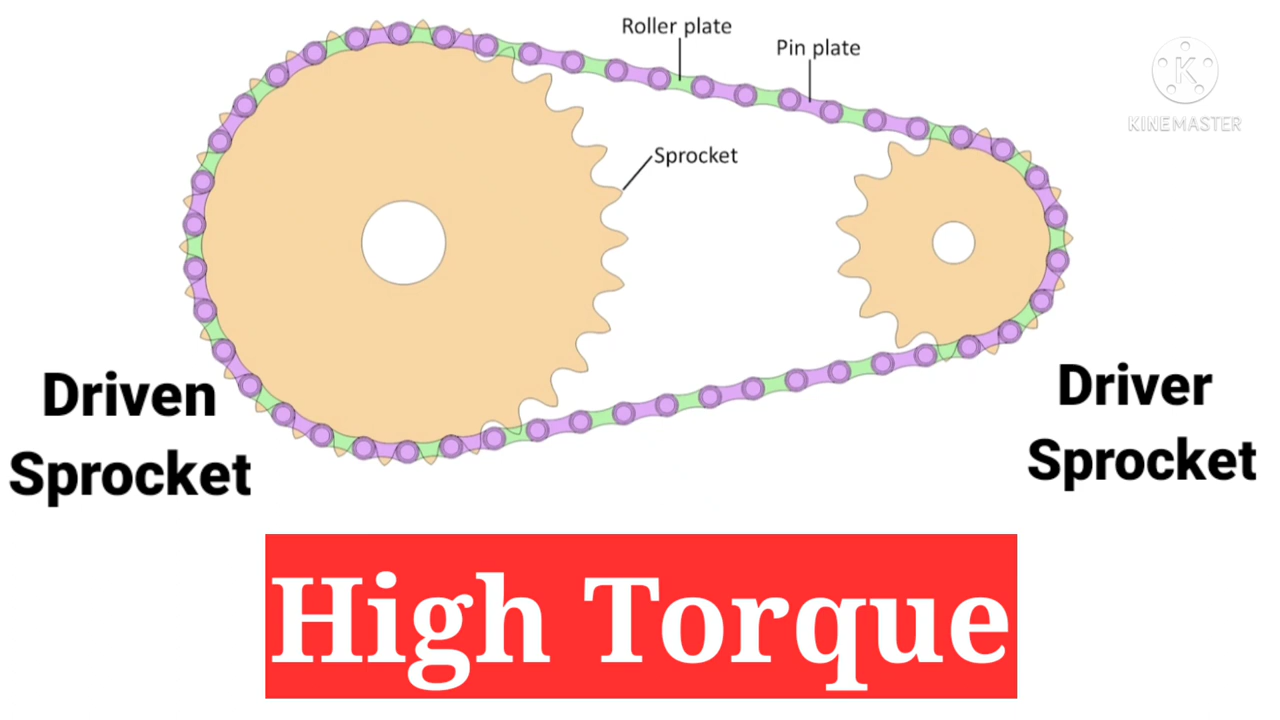 Roller plate
Pin plate
K
KINEMASTER
Sprocket
Driven
Sprocket
Driver
Sprocket
High Torque